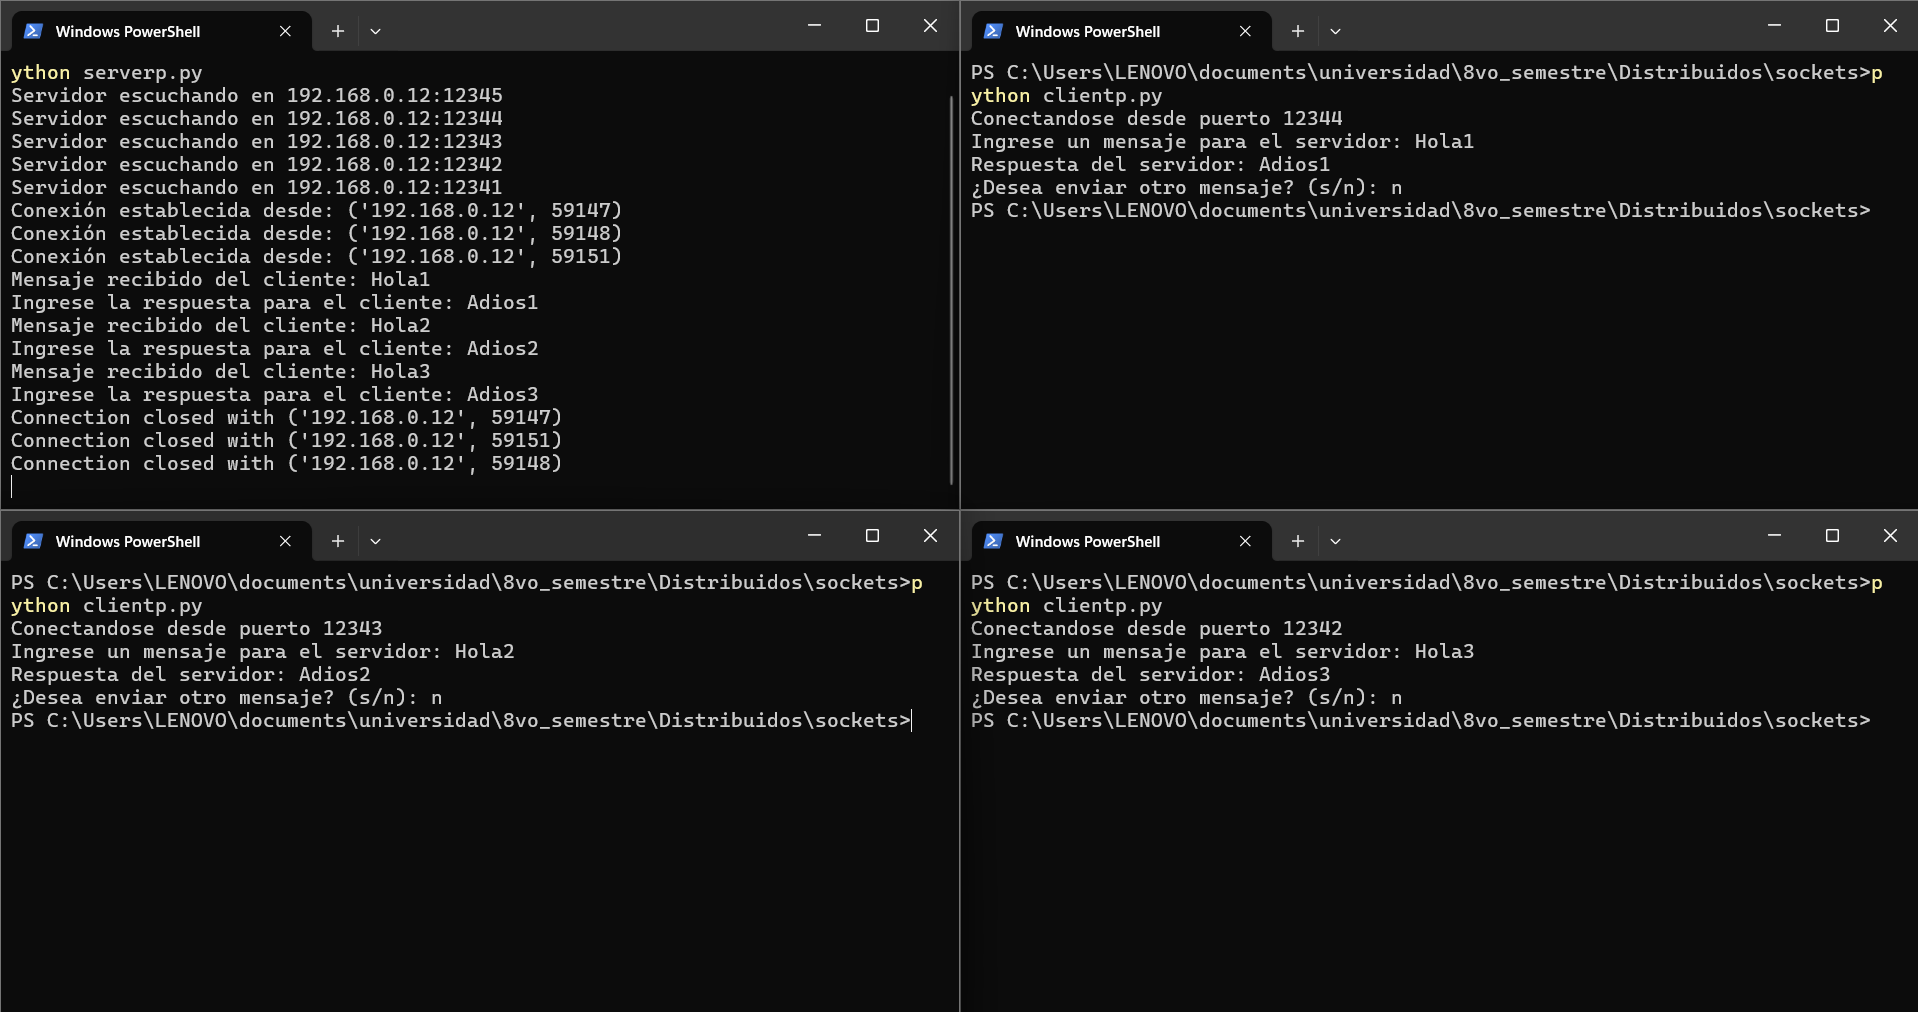 Windows PowerShell
ython serverp.py
Servidor escuchando en 192.168.0.12:12345
Servidor escuchando en 192.168.0.12:12344
Servidor escuchando en 192.168.0.12:12343
Servidor escuchando en 192.168.0.12:12342
Servidor escuchando en 192.168.0.12:12341
Conexión establecida desde: ('192.168.0.12', 59147)
Conexión establecida desde: ('192.168.0.12', 59148)
Conexión establecida desde: ('192.168.0.12', 59151)
Mensaje recibido del cliente: Hola1
Ingrese la respuesta para el cliente: Adios1
Mensaje recibido del cliente: Hola2
Ingrese la respuesta para el cliente: Adios2
Mensaje recibido del cliente: Hola3
Ingrese la respuesta para el cliente: Adios3
Connection closed with ('192.168.0.12', 59147)
Connection closed with ('192.168.0.12', 59151)
Connection closed with ('192.168.0.12', 59148)
Windows PowerShell
PS C:\Users\LENOVO\documents\universidad\8vo_semestre\Distribuidos\sockets>p
ython clientp.py
Conectandose desde puerto 12344
Ingrese un mensaje para el servidor: Hola1
Respuesta del servidor: Adios1
¿Desea enviar otro mensaje? (s/n): n
PS C:\Users\LENOVO\documents\universidad\8vo_semestre\Distribuidos\sockets>
Windows PowerShell
PS C:\Users\LENOVO\documents\universidad\8vo_semestre\Distribuidos\sockets>p
ython clientp.py
Conectandose desde puerto 12343
Ingrese un mensaje para el servidor: Hola2
Respuesta del servidor: Adios2
¿Desea enviar otro mensaje? (s/n): n
PS C:\Users\LENOVO\documents\universidad\8vo_semestre\Distribuidos\sockets>
Windows PowerShell
PS C:\Users\LENOVO\documents\universidad\8vo_semestre\Distribuidos\sockets>p
ython clientp.py
Conectandose desde puerto 12342
Ingrese un mensaje para el servidor: Hola3
Respuesta del servidor: Adios3
¿Desea enviar otro mensaje? (s/n): n
PS C:\Users\LENOVO\documents\universidad\8vo_semestre\Distribuidos\sockets>